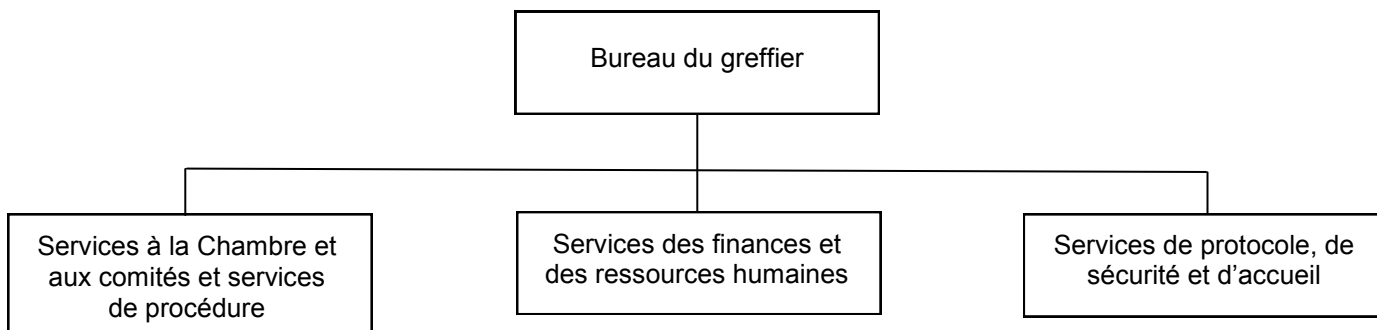 Bureau du greffier
Services à la Chambre et
aux comités et services
de procédure
Services des finances et
des ressources humaines
Services de protocole, de
sécurité et d’accueil